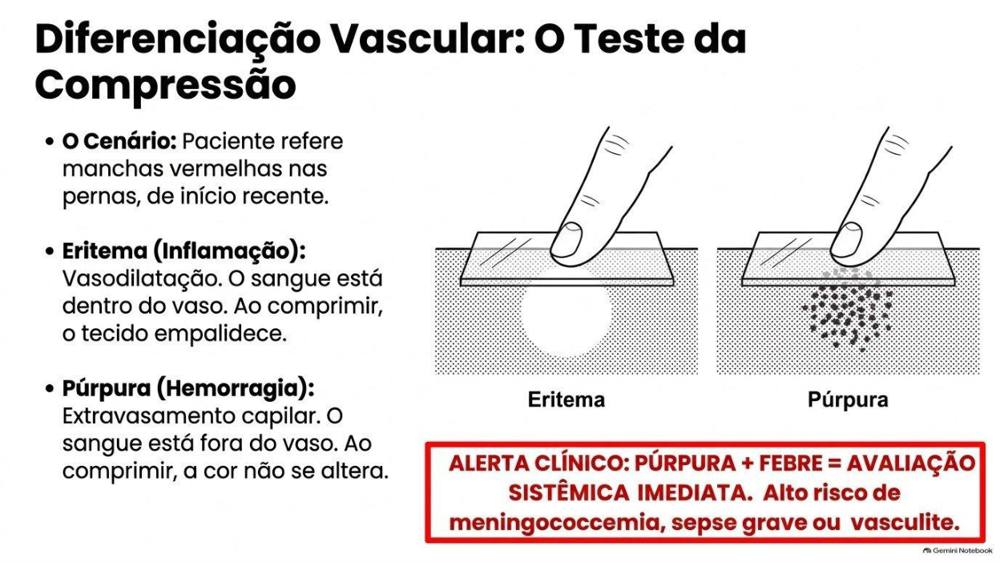 Diferenciação Vascular: O Teste da
Compressão
• O Cenário: Paciente refere
manchas vermelhas nas
pernas, de início recente.
• Eritema (Inflamação):
Vasodilatação. O sangue está
dentro do vaso. Ao comprimir,
o tecido empalidece.
• Púrpura (Hemorragia):
Extravasamento capilar. O
sangue está fora do vaso. Ao
comprimir, a cor não se altera.
Eritema
Púrpura
ALERTA CLÍNICO: PÚRPURA + FEBRE = AVALIAÇÃO
SISTÊMICA IMEDIATA. Alto risco de
meningococcemia, sepse grave ou vasculite.
Gemini Notebook